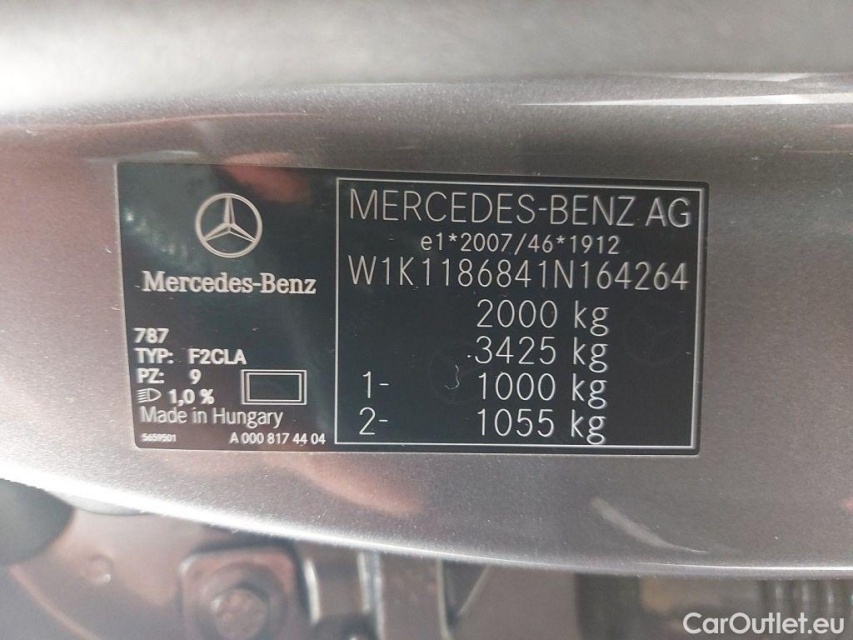 Mercedes-Benz
787
TYP: F2CLA
PZ: 9
1,0 %
Made in Hungary
5659501 A 000 817 44 04
MERCEDES-BENZ AG
e1*2007/46*1912
W1K1186841N164264
2000 kg
3425 kg
1- 1000 kg
2- 1055 kg
CarOutlet.eu